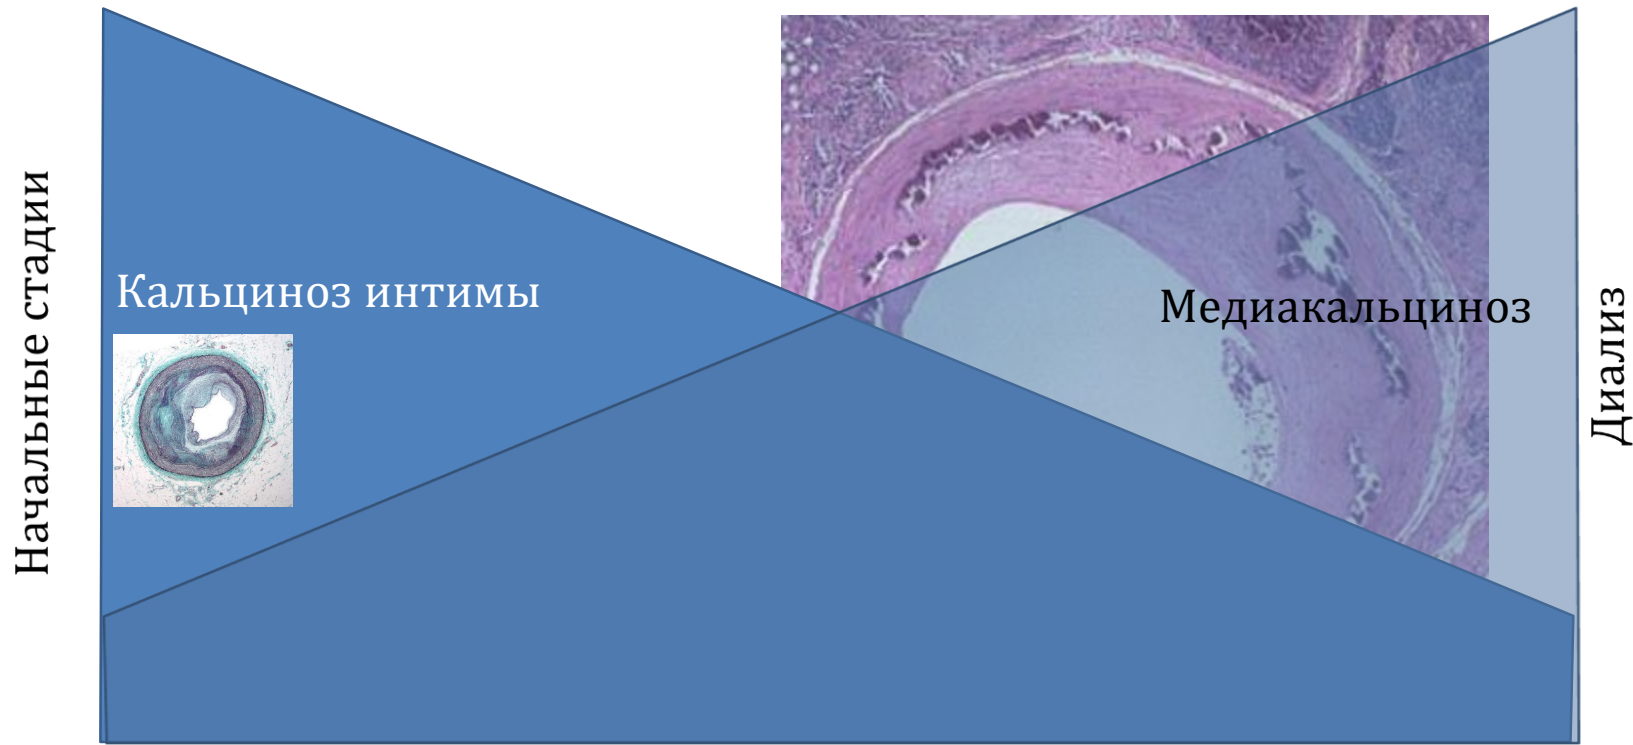 Начальные стадии
Кальциноз интимы
Медиакальциноз
Диализ